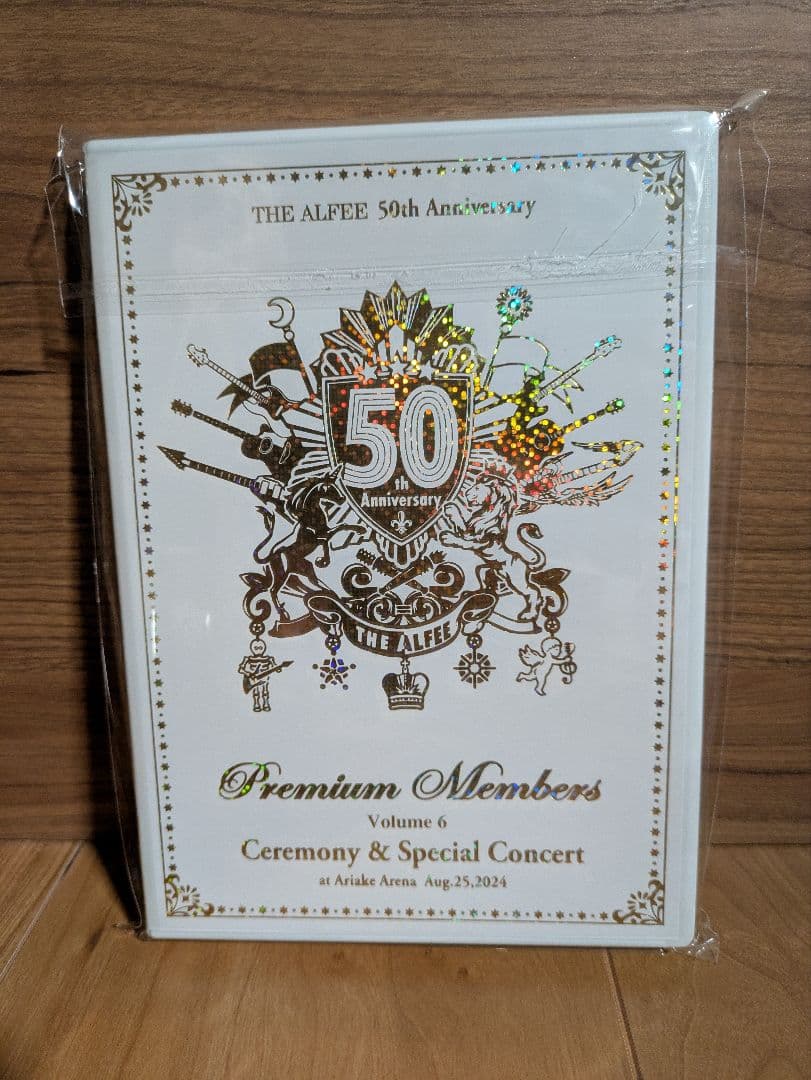 THE ALFEE 50th Anniversary
50
th
Anniversary
THE ALFEE
Premium Members
Volume 6
Ceremony & Special Concert
at Ariake Arena Aug.25,2024